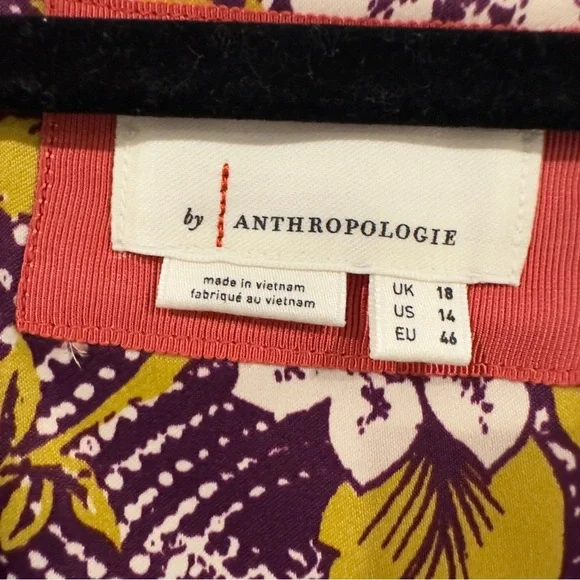 by ANTHROPOLOGIE
made in vietnam
fabriqué au vietnam
UK 18
US 14
EU 46